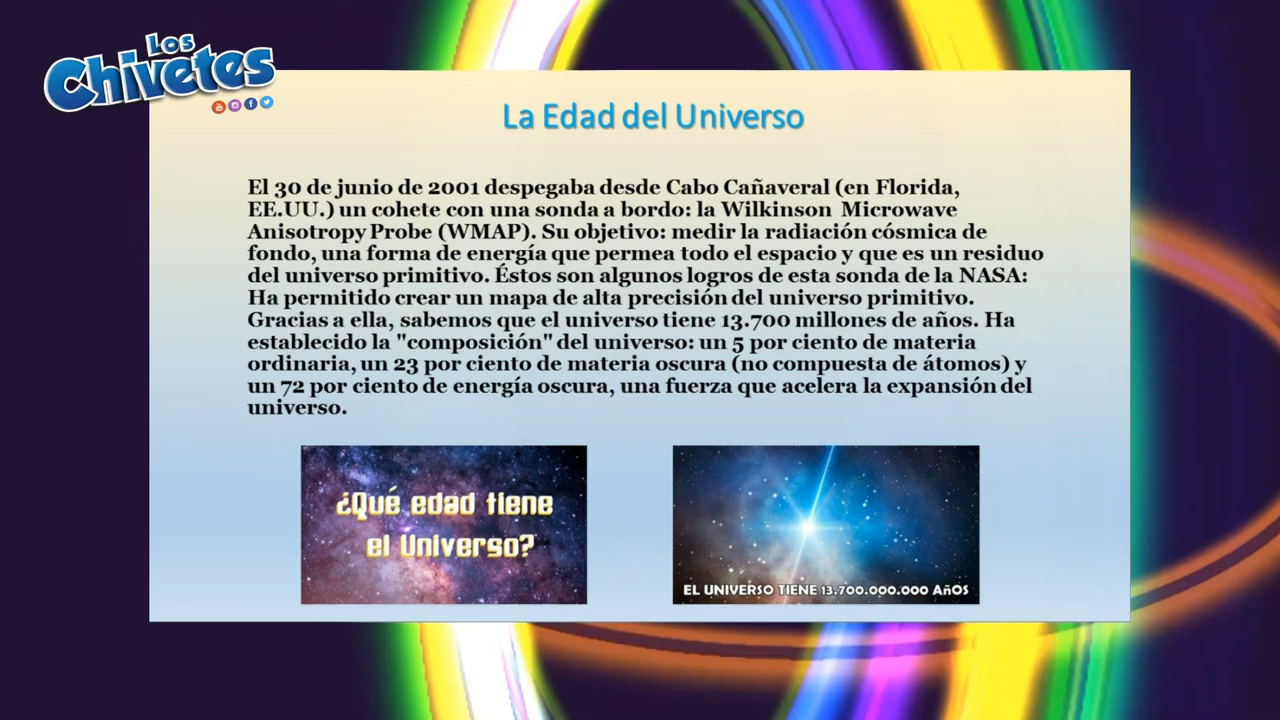 Los
Chivetes
La Edad del Universo
El 30 de junio de 2001 despegaba desde Cabo Cañaveral (en Florida,
EE.UU.) un cohete con una sonda a bordo: la Wilkinson Microwave
Anisotropy Probe (WMAP). Su objetivo: medir la radiación cósmica de
fondo, una forma de energía que permea todo el espacio y que es un residuo
del universo primitivo. Éstos son algunos logros de esta sonda de la NASA:
Ha permitido crear un mapa de alta precisión del universo primitivo.
Gracias a ella, sabemos que el universo tiene 13.700 millones de años. Ha
establecido la "composición" del universo: un 5 por ciento de materia
ordinaria, un 23 por ciento de materia oscura (no compuesta de átomos) y
un 72 por ciento de energía oscura, una fuerza que acelera la expansión del
universo.
¿Qué edad tiene
el Universo?
EL UNIVERSO TIENE 13.700.000.000 AñOS